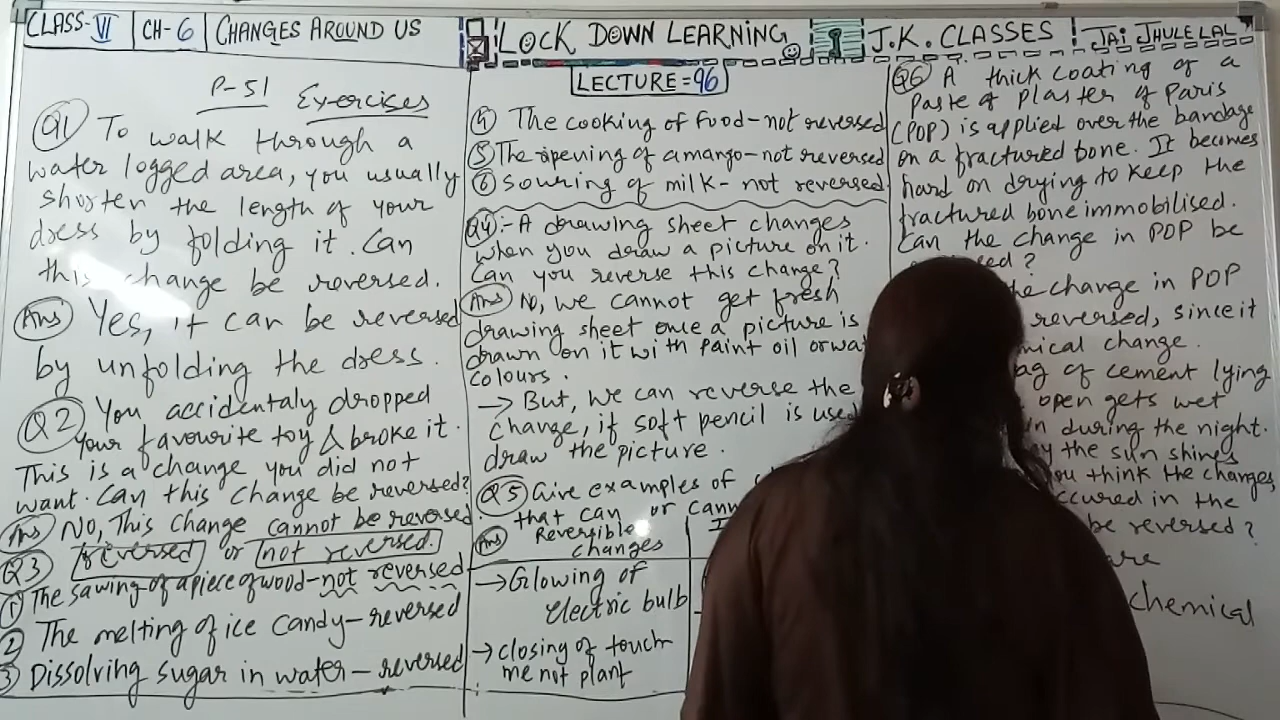 CLASS-VI CH-6 CHANGES AROUND US
LOCK DOWN LEARNING J.K. CLASSES JAI JHULELAL
LECTURE=96
P-51 Exercises
Q1 To walk through a
water logged area, you usually
shorten the length of your
dress by folding it. Can
this change be reversed.
Ans Yes, it can be reversed
by unfolding the dress.
Q2 You accidentaly dropped
your favourite toy & broke it.
This is a change you did not
want. Can this change be reversed?
Ans No, This change cannot be reversed.
Q3 reversed or not reversed.
① The sawing of a piece of wood-not reversed
② The melting of ice candy-reversed
③ Dissolving sugar in water-reversed
④ The cooking of food-not reversed
⑤ The opening of a mango-not reversed
⑥ souring of milk- not reversed
Q4:- A drawing sheet changes
when you draw a picture on it.
Can you reverse this change?
Ans No, we cannot get fresh
drawing sheet once a picture is
drawn on it with paint oil or
colours.
→ But, we can reverse the
change, if soft pencil is used
draw the picture.
Q5 Give examples of
that can or
Ans Reversible
changes
→ Glowing of
electric bulb
→ closing of touch
me not plant
Q6 A thick coating of a
paste of plaster of Paris
(POP) is applied over the bandage
on a fractured bone. It becomes
hard on drying to keep the
fractured bone immobilised.
Can the change in POP be
the change in POP
reversed, since it
change.
of cement lying
open gets wet
during the night.
the sun shines
think the changes
in the
be reversed?
are
chemical